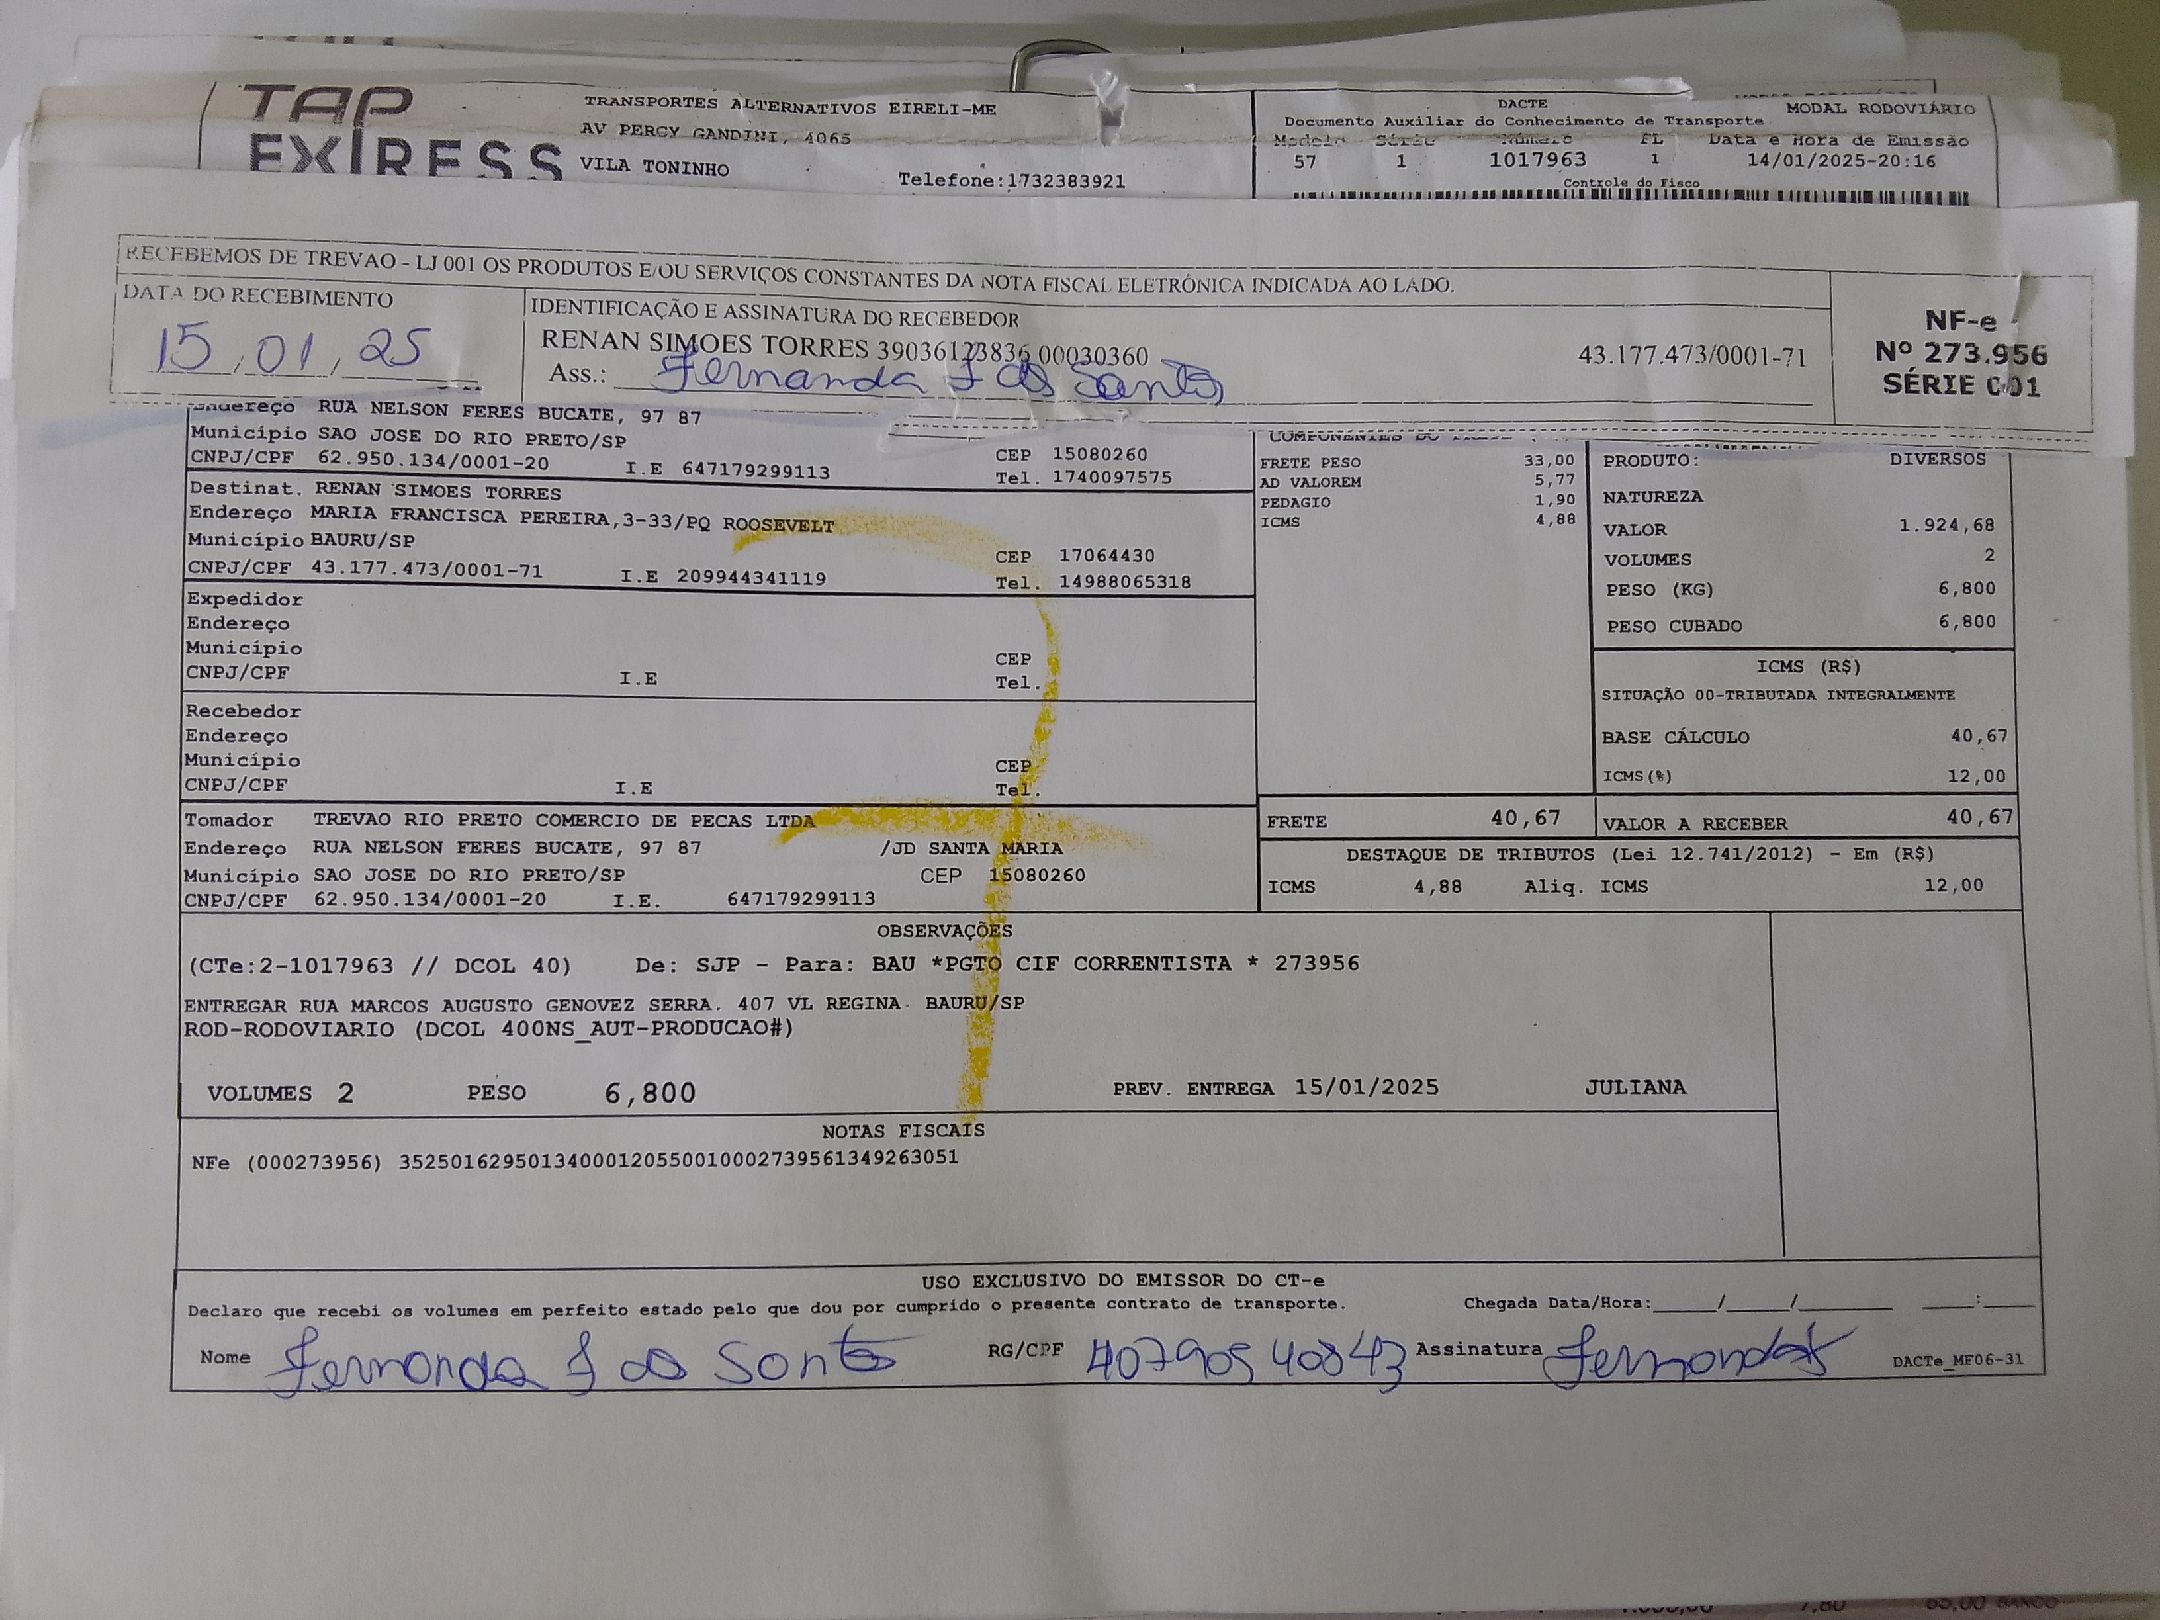 TAP
EXPRESS
TRANSPORTES ALTERNATIVOS EIRELI-ME
AV PERCY GANDINI, 4065
VILA TONINHO
Telefone:1732383921
DACTE
MODAL RODOVIÁRIO
Documento Auxiliar do Conhecimento de Transporte
Modelo Série Número FL Data e Hora de Emissão
57 1 1017963 1 14/01/2025-20:16
Controle do Fisco
RECEBEMOS DE TREVAO - LJ 001 OS PRODUTOS E/OU SERVIÇOS CONSTANTES DA NOTA FISCAL ELETRÔNICA INDICADA AO LADO.
DATA DO RECEBIMENTO
15,01,25
IDENTIFICAÇÃO E ASSINATURA DO RECEBEDOR
RENAN SIMOES TORRES 39036123836 00030360 43.177.473/0001-71
Ass.: Fernanda J dos Santos
NF-e
Nº 273.956
SÉRIE 001
Endereço RUA NELSON FERES BUCATE, 97 87
Município SAO JOSE DO RIO PRETO/SP CEP 15080260
CNPJ/CPF 62.950.134/0001-20 I.E 647179299113 Tel. 1740097575
Destinat. RENAN SIMOES TORRES
Endereço MARIA FRANCISCA PEREIRA,3-33/PQ ROOSEVELT
Município BAURU/SP CEP 17064430
CNPJ/CPF 43.177.473/0001-71 I.E 209944341119 Tel. 14988065318
Expedidor
Endereço
Município CEP
CNPJ/CPF I.E Tel.
Recebedor
Endereço
Município CEP
CNPJ/CPF I.E Tel.
Tomador TREVAO RIO PRETO COMERCIO DE PECAS LTDA
Endereço RUA NELSON FERES BUCATE, 97 87 /JD SANTA MARIA
Município SAO JOSE DO RIO PRETO/SP CEP 15080260
CNPJ/CPF 62.950.134/0001-20 I.E. 647179299113
COMPONENTES DO
FRETE PESO 33,00
AD VALOREM 5,77
PEDAGIO 1,90
ICMS 4,88
PRODUTO: DIVERSOS
NATUREZA
VALOR 1.924,68
VOLUMES 2
PESO (KG) 6,800
PESO CUBADO 6,800
ICMS (R$)
SITUAÇÃO 00-TRIBUTADA INTEGRALMENTE
BASE CÁLCULO 40,67
ICMS(%) 12,00
FRETE 40,67 VALOR A RECEBER 40,67
DESTAQUE DE TRIBUTOS (Lei 12.741/2012) - Em (R$)
ICMS 4,88 Aliq. ICMS 12,00
OBSERVAÇÕES
(CTe:2-1017963 // DCOL 40) De: SJP - Para: BAU *PGTO CIF CORRENTISTA * 273956
ENTREGAR RUA MARCOS AUGUSTO GENOVEZ SERRA. 407 VL REGINA. BAURU/SP
ROD-RODOVIARIO (DCOL 400NS_AUT-PRODUCAO#)
VOLUMES 2 PESO 6,800 PREV. ENTREGA 15/01/2025 JULIANA
NOTAS FISCAIS
NFe (000273956) 35250162950134000120550010002739561349263051
USO EXCLUSIVO DO EMISSOR DO CT-e
Declaro que recebi os volumes em perfeito estado pelo que dou por cumprido o presente contrato de transporte. Chegada Data/Hora:____/____/______ ____:____
Nome Fernanda J dos Santos RG/CPF 40790540843 Assinatura Fernanda DACTe_MF06-31